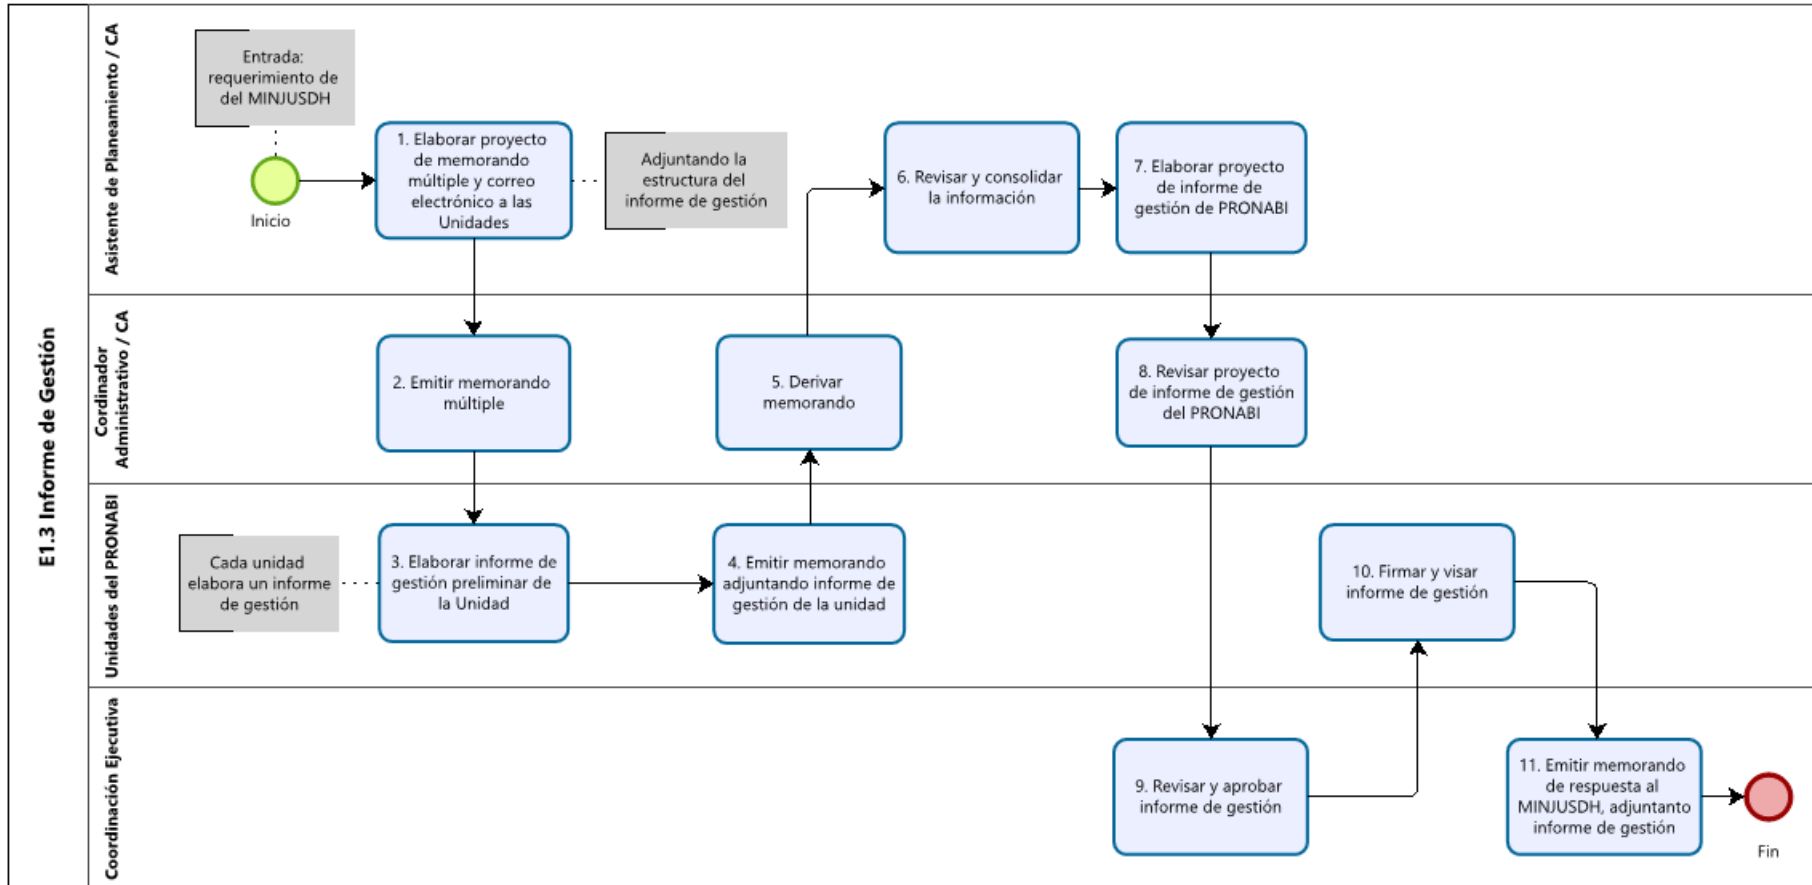 E1.3 Informe de Gestión
Asistente de Planeamiento / CA
Entrada:
requerimiento de
del MINJUSDH
Inicio
1. Elaborar proyecto
de memorando
múltiple y correo
electrónico a las
Unidades
Adjuntando la
estructura del
informe de gestión
6. Revisar y consolidar
la información
7. Elaborar proyecto
de informe de
gestión de PRONABI
Coordinador
Administrativo / CA
2. Emitir memorando
múltiple
5. Derivar
memorando
8. Revisar proyecto
de informe de gestión
del PRONABI
Unidades del PRONABI
Cada unidad
elabora un informe
de gestión
3. Elaborar informe de
gestión preliminar de
la Unidad
4. Emitir memorando
adjuntando informe de
gestión de la unidad
10. Firmar y visar
informe de gestión
Coordinación Ejecutiva
9. Revisar y aprobar
informe de gestión
11. Emitir memorando
de respuesta al
MINJUSDH, adjuntanto
informe de gestión
Fin